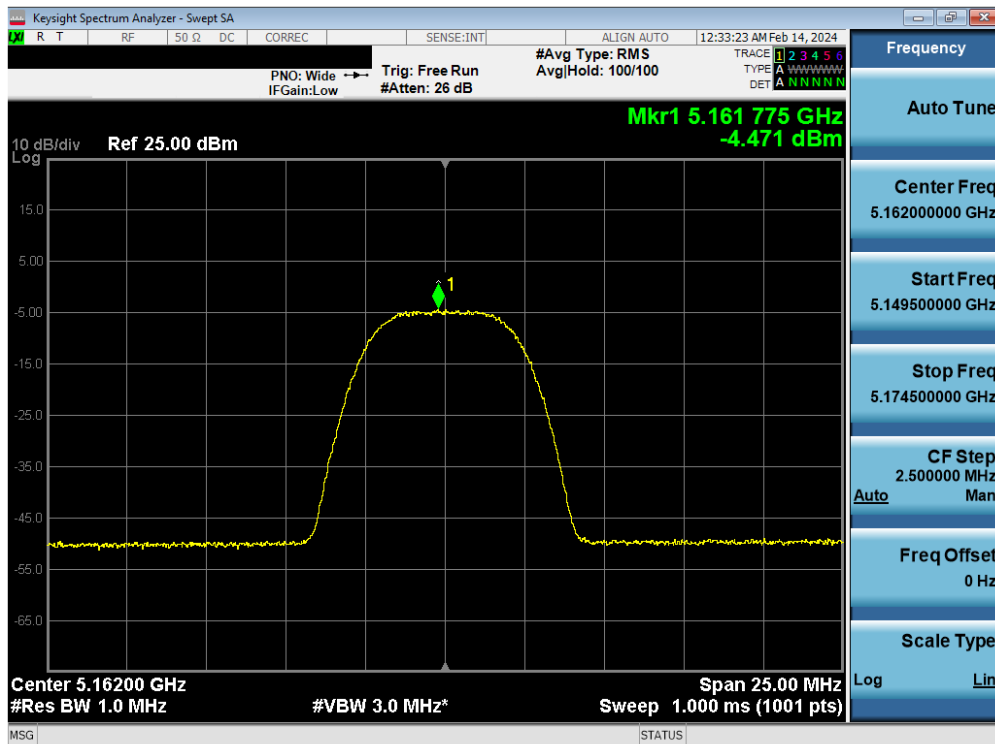 Keysight Spectrum Analyzer - Swept SA
LXI R T RF 50 Ω DC CORREC SENSE:INT ALIGN AUTO 12:33:23 AM Feb 14, 2024
Frequency
PNO: Wide
IFGain:Low
Trig: Free Run
#Atten: 26 dB
#Avg Type: RMS
Avg|Hold: 100/100
TRACE 1 2 3 4 5 6
TYPE A WWWWW
DET A N N N N N
Mkr1 5.161 775 GHz
-4.471 dBm
10 dB/div
Log
Ref 25.00 dBm
15.0
5.00
-5.00
-15.0
-25.0
-35.0
-45.0
-55.0
-65.0
1
Center 5.16200 GHz
Span 25.00 MHz
#Res BW 1.0 MHz
#VBW 3.0 MHz*
Sweep 1.000 ms (1001 pts)
Auto Tune
Center Freq
5.162000000 GHz
Start Freq
5.149500000 GHz
Stop Freq
5.174500000 GHz
CF Step
2.500000 MHz
Auto Man
Freq Offset
0 Hz
Scale Type
Log Lin
MSG
STATUS